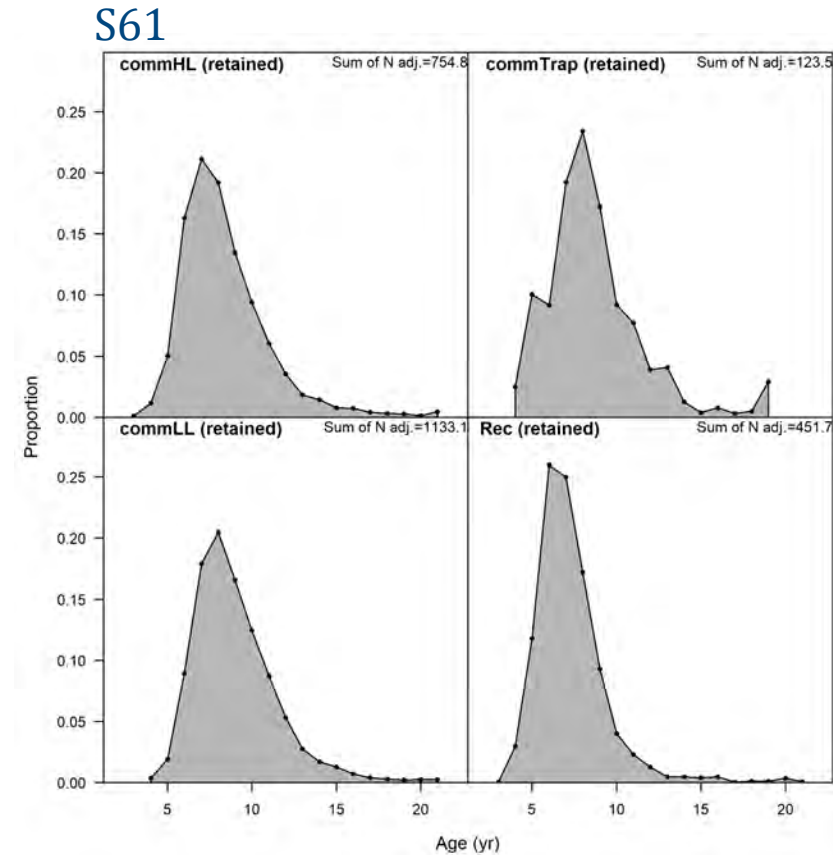 S61
commHL (retained) Sum of N adj.=754.8
commTrap (retained) Sum of N adj.=123.5
0.25
0.20
0.15
0.10
0.05
0.00
commLL (retained) Sum of N adj.=1133.1
Rec (retained) Sum of N adj.=451.7
0.25
0.20
0.15
0.10
0.05
0.00
Proportion
5 10 15 20 5 10 15 20
Age (yr)